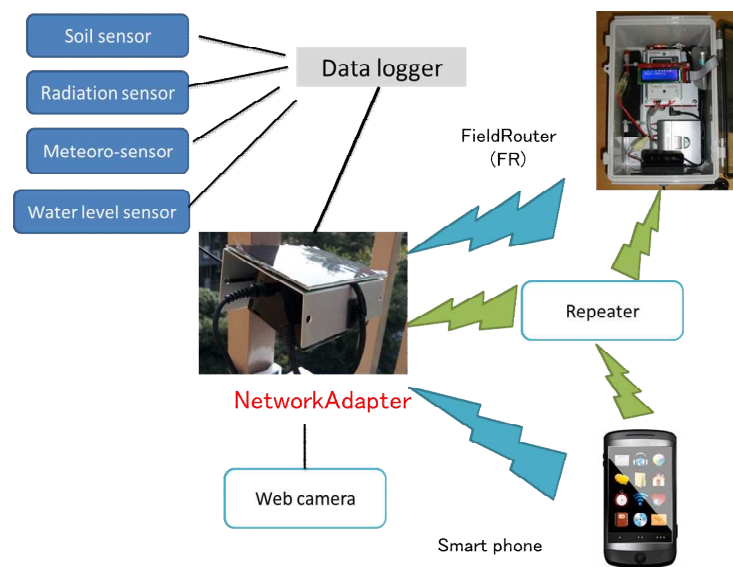 Soil sensor
Radiation sensor
Meteoro-sensor
Water level sensor
Data logger
FieldRouter
(FR)
Repeater
NetworkAdapter
Web camera
Smart phone